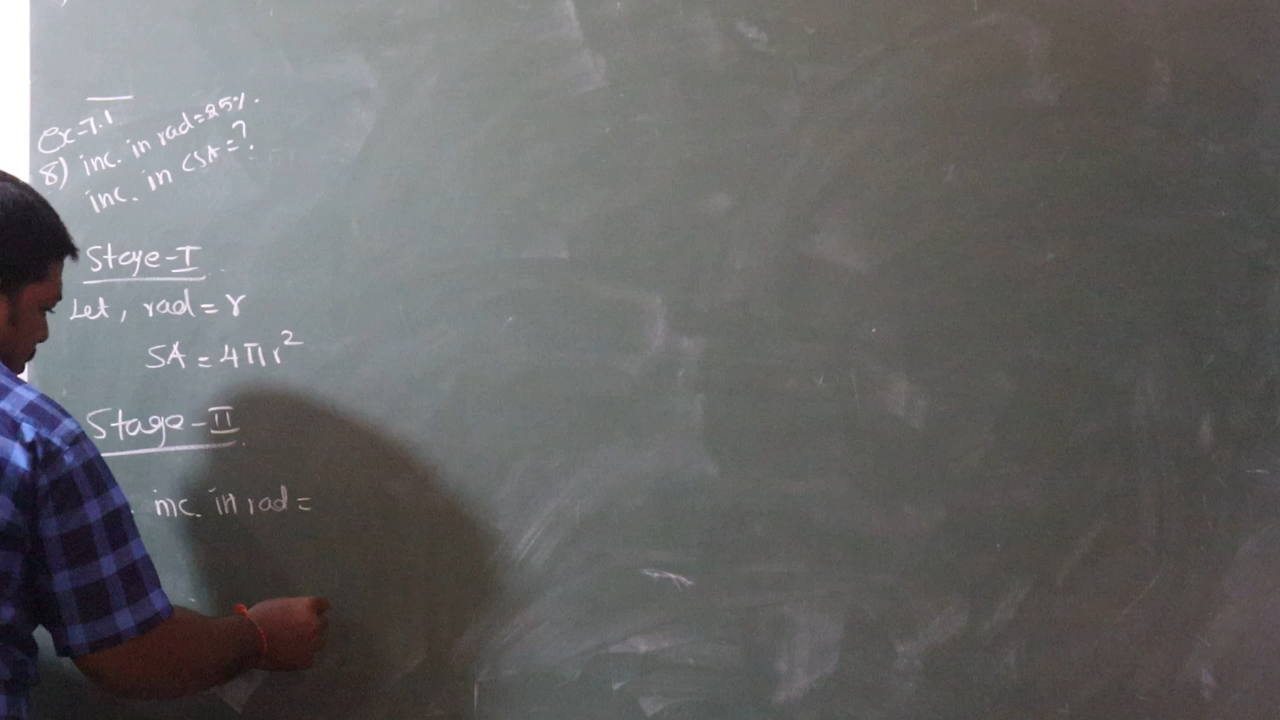 Ex-7.1
8) inc. in rad=25%.
inc. in CSA=?
Stage-I
Let, rad=r
SA=4πr²
Stage-II
inc. in rad=